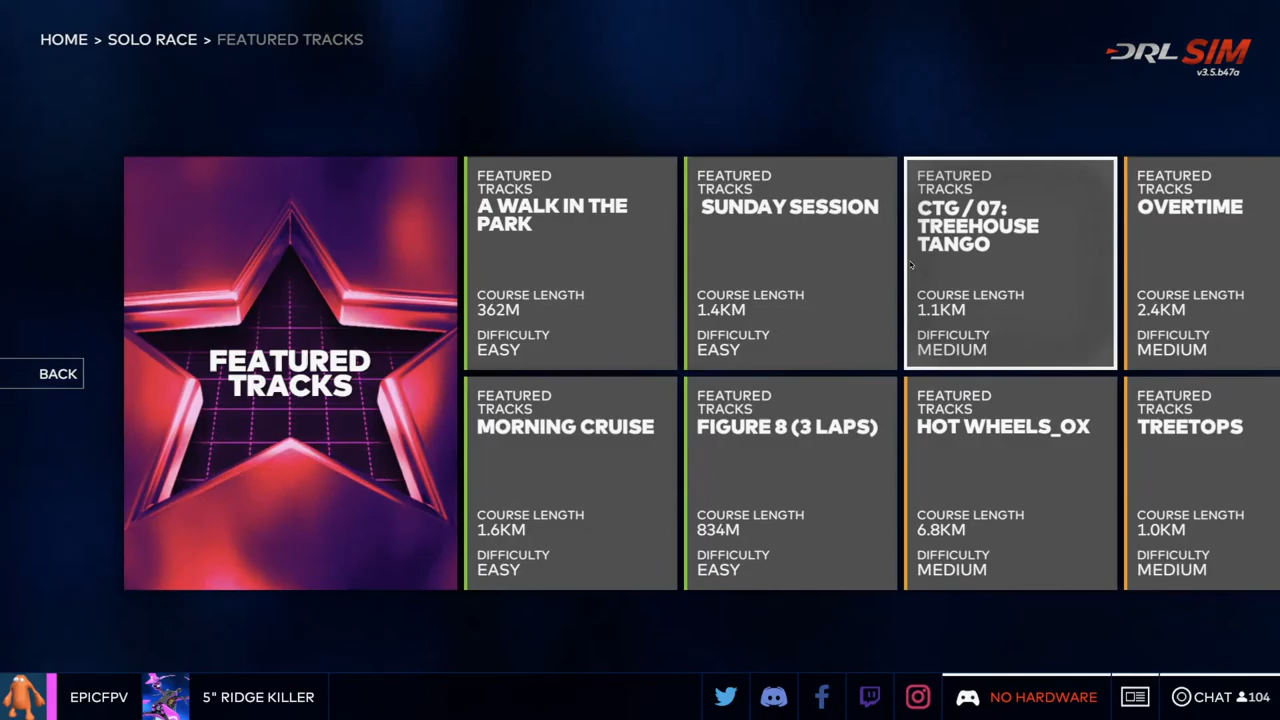 HOME > SOLO RACE > FEATURED TRACKS
DRL SIM
v3.5.b47a
BACK
FEATURED
TRACKS
FEATURED
TRACKS
A WALK IN THE
PARK
COURSE LENGTH
362M
DIFFICULTY
EASY
FEATURED
TRACKS
SUNDAY SESSION
COURSE LENGTH
1.4KM
DIFFICULTY
EASY
FEATURED
TRACKS
CTG / 07:
TREEHOUSE
TANGO
COURSE LENGTH
1.1KM
DIFFICULTY
MEDIUM
FEATURED
TRACKS
OVERTIME
COURSE LENGTH
2.4KM
DIFFICULTY
MEDIUM
FEATURED
TRACKS
MORNING CRUISE
COURSE LENGTH
1.6KM
DIFFICULTY
EASY
FEATURED
TRACKS
FIGURE 8 (3 LAPS)
COURSE LENGTH
834M
DIFFICULTY
EASY
FEATURED
TRACKS
HOT WHEELS_OX
COURSE LENGTH
6.8KM
DIFFICULTY
MEDIUM
FEATURED
TRACKS
TREETOPS
COURSE LENGTH
1.0KM
DIFFICULTY
MEDIUM
EPICFPV
5" RIDGE KILLER
NO HARDWARE
CHAT 104